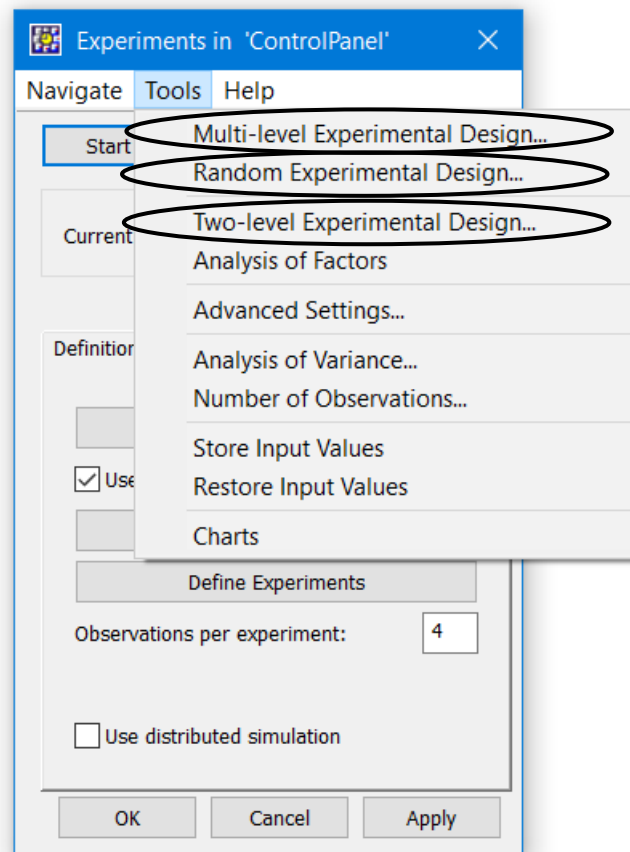 Experiments in 'ControlPanel'
Navigate Tools Help
Start
Multi-level Experimental Design...
Random Experimental Design...
Current
Two-level Experimental Design...
Analysis of Factors
Advanced Settings...
Definition
Analysis of Variance...
Number of Observations...
Store Input Values
Use
Restore Input Values
Charts
Define Experiments
Observations per experiment: 4
Use distributed simulation
OK Cancel Apply